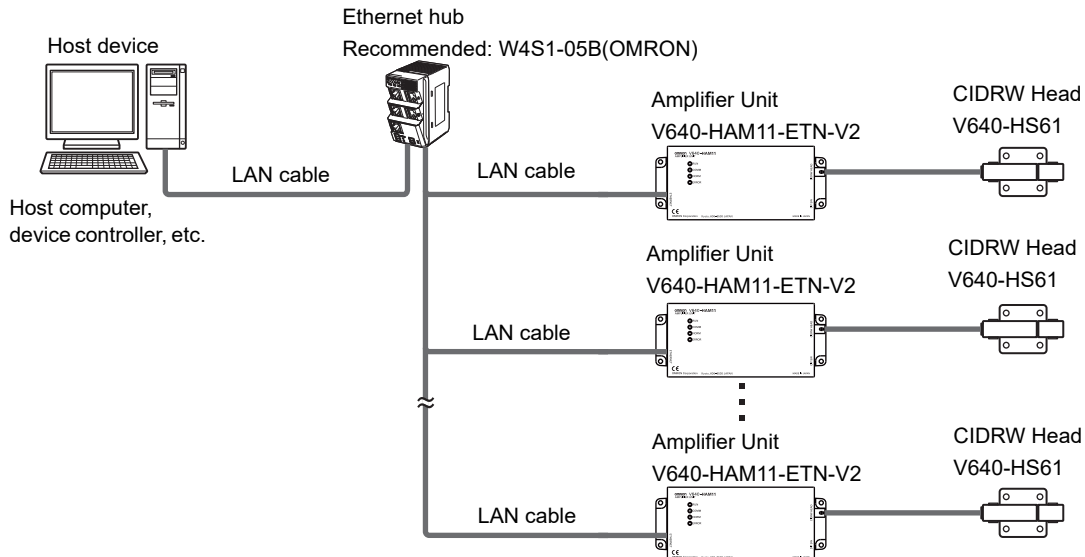 Ethernet hub
Recommended: W4S1-05B(OMRON)
Host device
Host computer,
device controller, etc.
LAN cable
LAN cable
Amplifier Unit
V640-HAM11-ETN-V2
CIDRW Head
V640-HS61
Amplifier Unit
V640-HAM11-ETN-V2
CIDRW Head
V640-HS61
LAN cable
Amplifier Unit
V640-HAM11-ETN-V2
CIDRW Head
V640-HS61
LAN cable